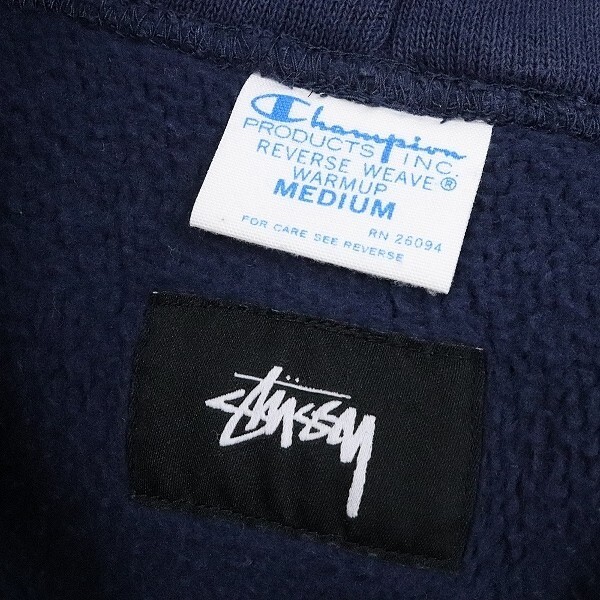 Champion
PRODUCTS INC.
REVERSE WEAVE®
WARMUP
MEDIUM
FOR CARE SEE REVERSE
RN 26094
Stüssy